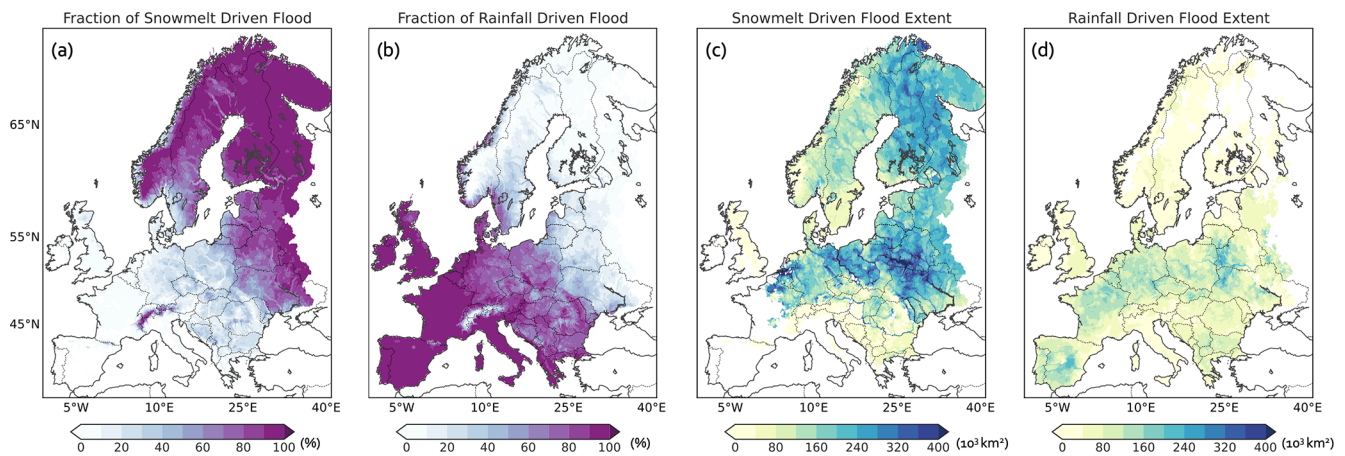 Fraction of Snowmelt Driven Flood
Fraction of Rainfall Driven Flood
Snowmelt Driven Flood Extent
Rainfall Driven Flood Extent
(a)
(b)
(c)
(d)
65°N
55°N
45°N
5°W 10°E 25°E 40°E
5°W 10°E 25°E 40°E
5°W 10°E 25°E 40°E
5°W 10°E 25°E 40°E
0 20 40 60 80 100 (%)
0 20 40 60 80 100 (%)
0 80 160 240 320 400 (10³ km²)
0 80 160 240 320 400 (10³ km²)